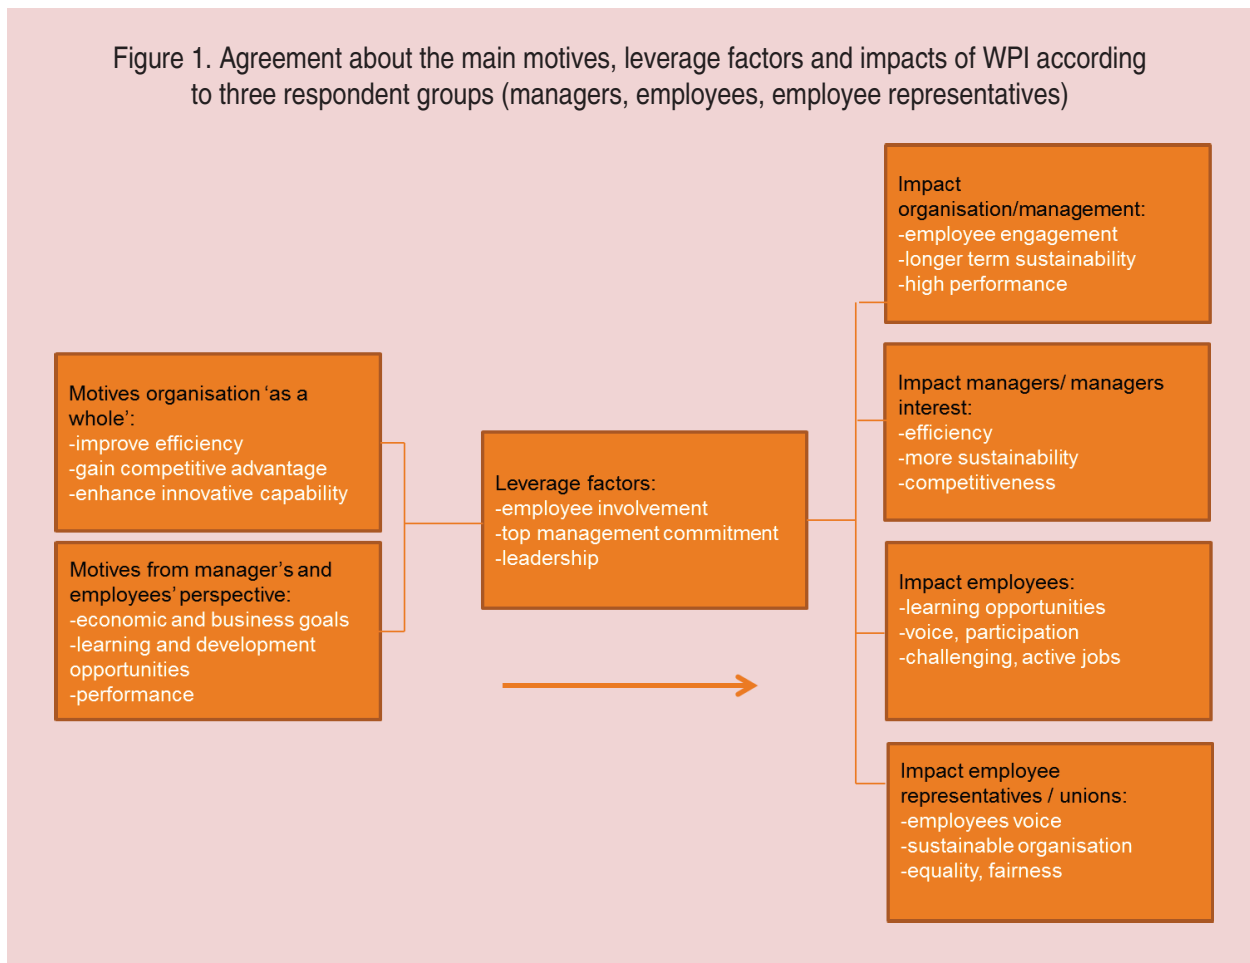 Figure 1. Agreement about the main motives, leverage factors and impacts of WPI according
to three respondent groups (managers, employees, employee representatives)
Motives organisation ‘as a
whole’:
-improve efficiency
-gain competitive advantage
-enhance innovative capability
Motives from manager’s and
employees’ perspective:
-economic and business goals
-learning and development
opportunities
-performance
Leverage factors:
-employee involvement
-top management commitment
-leadership
Impact
organisation/management:
-employee engagement
-longer term sustainability
-high performance
Impact managers/ managers
interest:
-efficiency
-more sustainability
-competitiveness
Impact employees:
-learning opportunities
-voice, participation
-challenging, active jobs
Impact employee
representatives / unions:
-employees voice
-sustainable organisation
-equality, fairness